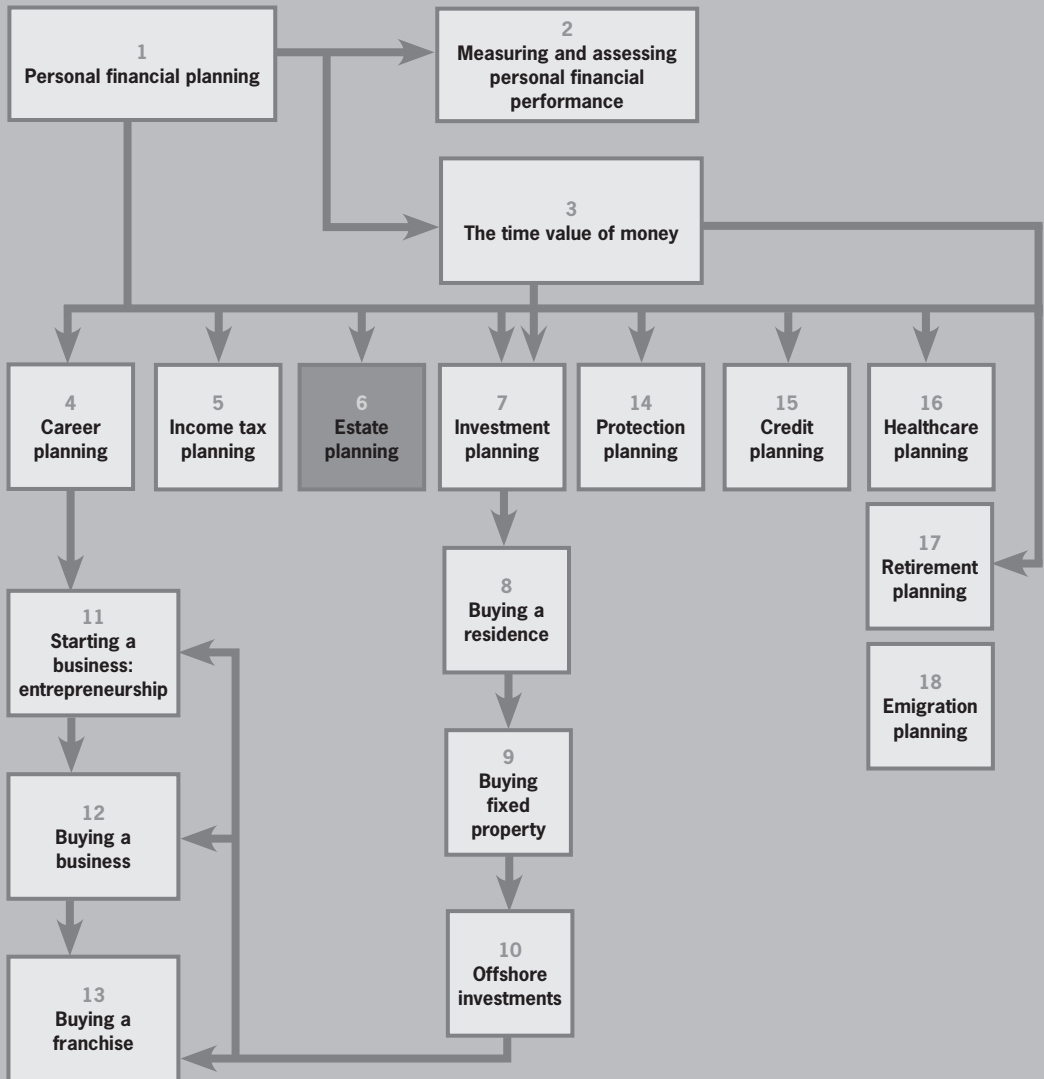 1
Personal financial planning
2
Measuring and assessing
personal financial
performance
3
The time value of money
4
Career
planning
5
Income tax
planning
6
Estate
planning
7
Investment
planning
14
Protection
planning
15
Credit
planning
16
Healthcare
planning
17
Retirement
planning
18
Emigration
planning
8
Buying a
residence
9
Buying
fixed
property
10
Offshore
investments
11
Starting a
business:
entrepreneurship
12
Buying a
business
13
Buying a
franchise